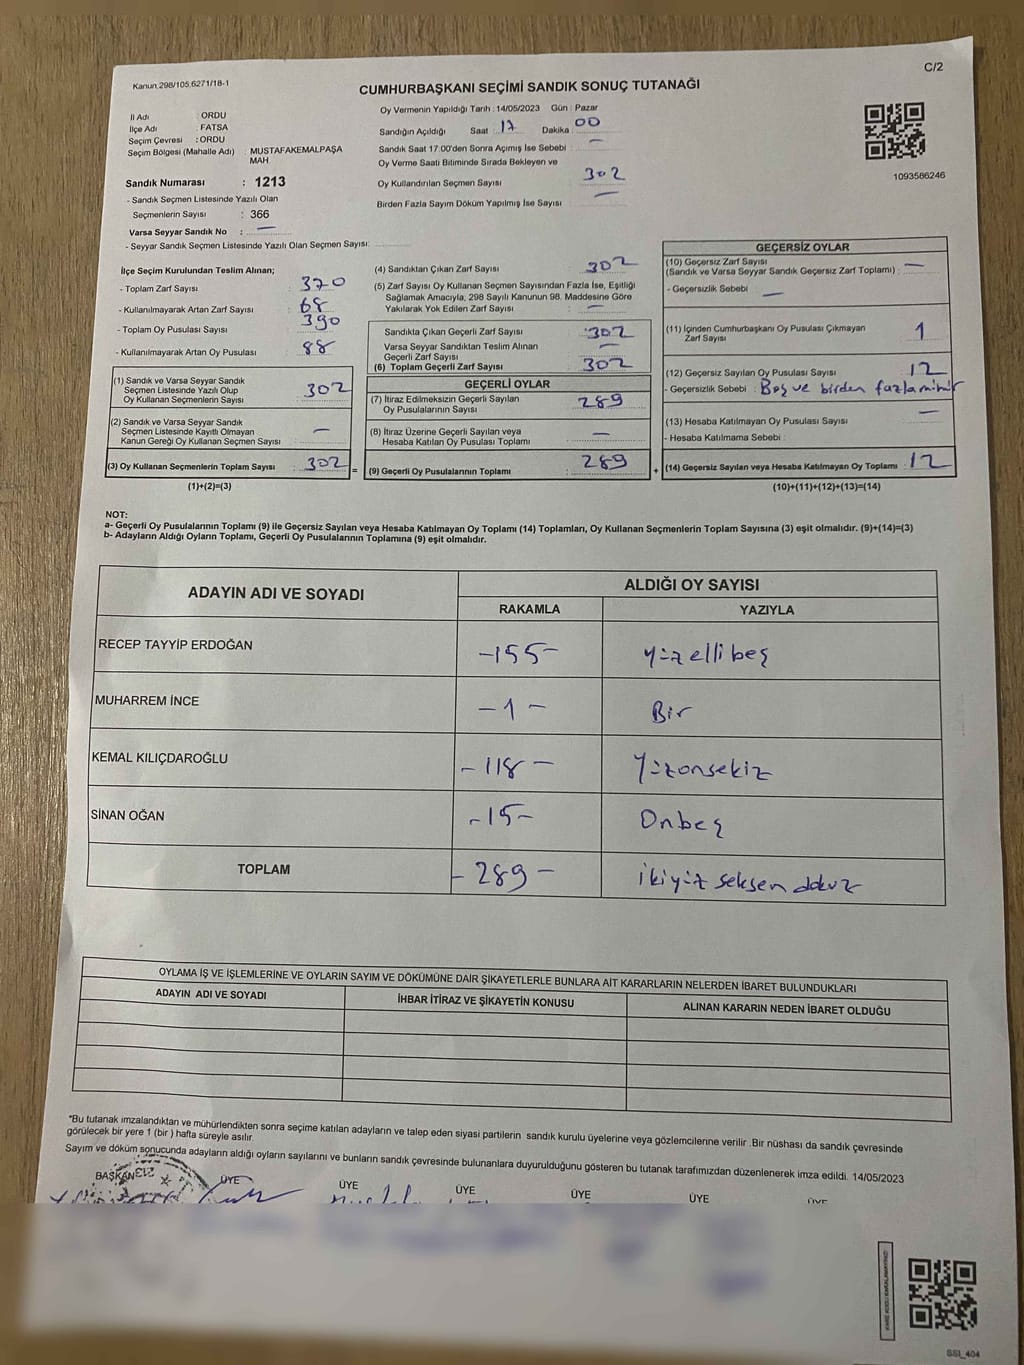 C/2
Kanun 298/105,6271/18-1
CUMHURBAŞKANI SEÇİMİ SANDIK SONUÇ TUTANAĞI
İl Adı : ORDU
İlçe Adı : FATSA
Seçim Çevresi : ORDU
Seçim Bölgesi (Mahalle Adı) : MUSTAFAKEMALPAŞA MAH
Sandık Numarası : 1213
- Sandık Seçmen Listesinde Yazılı Olan
Seçmenlerin Sayısı : 366
Varsa Seyyar Sandık No : —
- Seyyar Sandık Seçmen Listesinde Yazılı Olan Seçmen Sayısı:
Oy Vermenin Yapıldığı Tarih : 14/05/2023 Gün : Pazar
Sandığın Açıldığı Saat : 17 Dakika : 00
Sandık Saat 17.00'den Sonra Açımış İse Sebebi : —
Oy Verme Saati Bitiminde Sırada Bekleyen ve
Oy Kullandırılan Seçmen Sayısı : 302
Birden Fazla Sayım Döküm Yapılmış İse Sayısı : —
1093586246
İlçe Seçim Kurulundan Teslim Alınan;
- Toplam Zarf Sayısı : 370
- Kullanılmayarak Artan Zarf Sayısı : 68
- Toplam Oy Pusulası Sayısı : 390
- Kullanılmayarak Artan Oy Pusulası : 88
(1) Sandık ve Varsa Seyyar Sandık
Seçmen Listesinde Yazılı Olup
Oy Kullanan Seçmenlerin Sayısı : 302
(2) Sandık ve Varsa Seyyar Sandık
Seçmen Listesinde Kayıtlı Olmayan
Kanun Gereği Oy Kullanan Seçmen Sayısı : —
(3) Oy Kullanan Seçmenlerin Toplam Sayısı : 302
(1)+(2)=(3)
=
(4) Sandıktan Çıkan Zarf Sayısı : 302
(5) Zarf Sayısı Oy Kullanan Seçmen Sayısından Fazla İse, Eşitliği
Sağlamak Amacıyla, 298 Sayılı Kanunun 98. Maddesine Göre
Yakılarak Yok Edilen Zarf Sayısı : —
Sandıkta Çıkan Geçerli Zarf Sayısı : 302
Varsa Seyyar Sandıktan Teslim Alınan
Geçerli Zarf Sayısı : —
(6) Toplam Geçerli Zarf Sayısı : 302
GEÇERLİ OYLAR
(7) İtiraz Edilmeksizin Geçerli Sayılan
Oy Pusulalarının Sayısı : 289
(8) İtiraz Üzerine Geçerli Sayılan veya
Hesaba Katılan Oy Pusulası Toplamı : —
(9) Geçerli Oy Pusulalarının Toplamı : 289
+
GEÇERSİZ OYLAR
(10) Geçersiz Zarf Sayısı
(Sandık ve Varsa Seyyar Sandık Geçersiz Zarf Toplamı) : —
- Geçersizlik Sebebi : —
(11) İçinden Cumhurbaşkanı Oy Pusulası Çıkmayan
Zarf Sayısı : 1
(12) Geçersiz Sayılan Oy Pusulası Sayısı : 12
- Geçersizlik Sebebi : Boş ve birden fazla mühür
(13) Hesaba Katılmayan Oy Pusulası Sayısı : —
- Hesaba Katılmama Sebebi :
(14) Geçersiz Sayılan veya Hesaba Katılmayan Oy Toplamı : 12
(10)+(11)+(12)+(13)=(14)
NOT:
a- Geçerli Oy Pusulalarının Toplamı (9) ile Geçersiz Sayılan veya Hesaba Katılmayan Oy Toplamı (14) Toplamları, Oy Kullanan Seçmenlerin Toplam Sayısına (3) eşit olmalıdır. (9)+(14)=(3)
b- Adayların Aldığı Oyların Toplamı, Geçerli Oy Pusulalarının Toplamına (9) eşit olmalıdır.
ADAYIN ADI VE SOYADI ALDIĞI OY SAYISI
RAKAMLA YAZIYLA
RECEP TAYYİP ERDOĞAN -155- Yüzellibeş
MUHARREM İNCE -1- Bir
KEMAL KILIÇDAROĞLU -118- Yüzonsekiz
SİNAN OĞAN -15- Onbeş
TOPLAM -289- ikiyüz seksen dokuz
OYLAMA İŞ VE İŞLEMLERİNE VE OYLARIN SAYIM VE DÖKÜMÜNE DAİR ŞİKAYETLERLE BUNLARA AİT KARARLARIN NELERDEN İBARET BULUNDUKLARI
ADAYIN ADI VE SOYADI İHBAR İTİRAZ VE ŞİKAYETİN KONUSU ALINAN KARARIN NEDEN İBARET OLDUĞU
*Bu tutanak imzalandıktan ve mühürlendikten sonra seçime katılan adayların ve talep eden siyasi partilerin sandık kurulu üyelerine veya gözlemcilerine verilir .Bir nüshası da sandık çevresinde
görülecek bir yere 1 (bir ) hafta süreyle asılır.
Sayım ve döküm sonucunda adayların aldığı oyların sayılarını ve bunların sandık çevresinde bulunanlara duyurulduğunu gösteren bu tutanak tarafımızdan düzenlenerek imza edildi. 14/05/2023
BAŞKAN ÜYE ÜYE ÜYE ÜYE ÜYE ÜYE
SSI_404